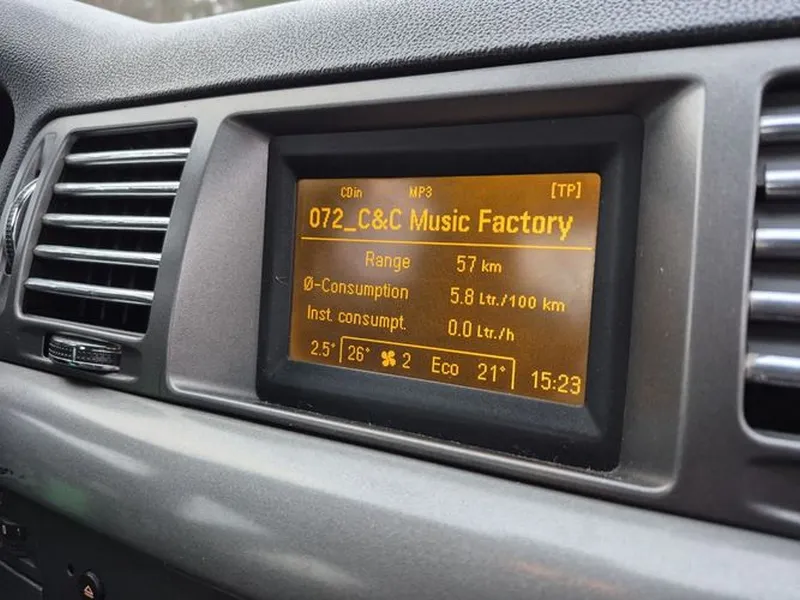 CDin MP3 [TP]
072_C&C Music Factory
Range 57 km
Ø-Consumption 5.8 Ltr./100 km
Inst. consumpt. 0.0 Ltr./h
2.5° 26° 2 Eco 21° 15:23